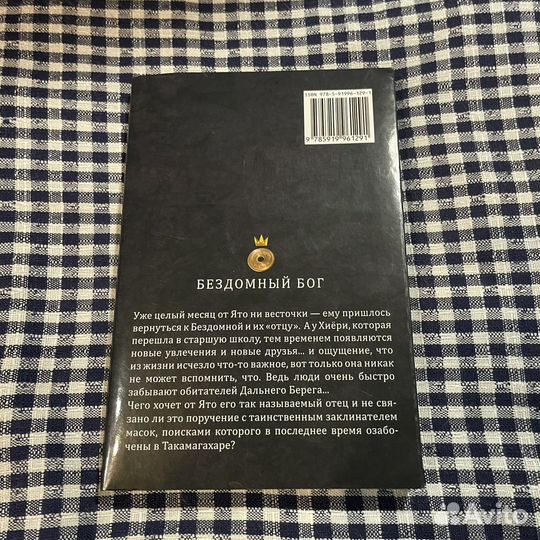 ISBN 978-5-91996-129-1
9 785919 961291
БЕЗДОМНЫЙ БОГ
Уже целый месяц от Ято ни весточки — ему пришлось
вернуться к Бездомной и их «отцу». А у Хиёри, которая
перешла в старшую школу, тем временем появляются
новые увлечения и новые друзья... и ощущение, что
из жизни исчезло что-то важное, вот только она никак
не может вспомнить, что. Ведь люди очень быстро
забывают обитателей Дальнего Берега...
Чего хочет от Ято его так называемый отец и не свя-
зано ли это поручение с таинственным заклинателем
масок, поисками которого в последнее время озабо-
чены в Такамагахаре?
Avito